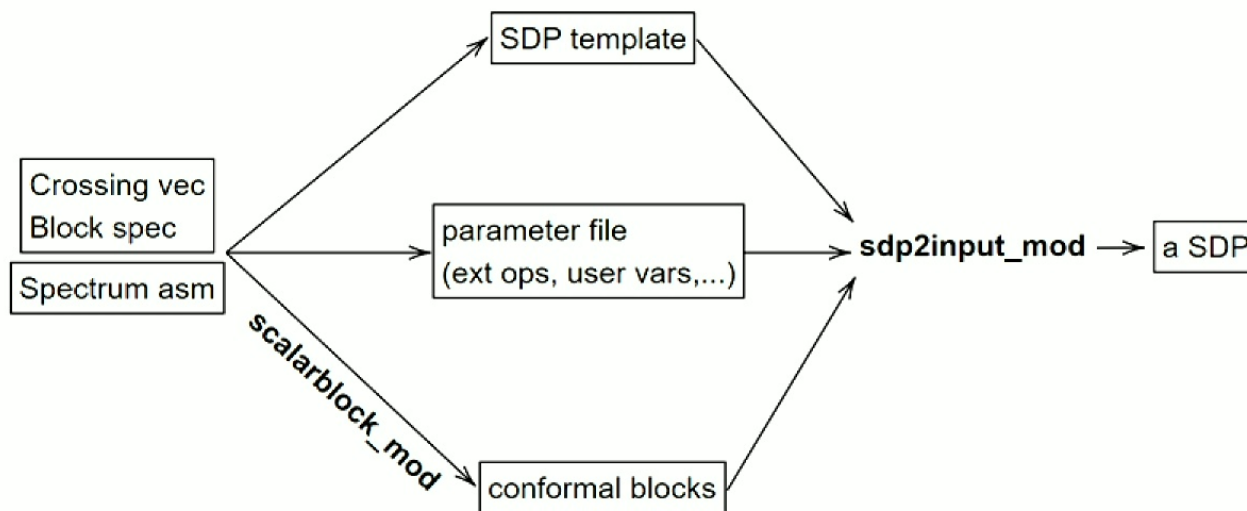 SDP template
Crossing vec
Block spec
Spectrum asm
parameter file
(ext ops, user vars,...)
scalarblock_mod
conformal blocks
sdp2input_mod
a SDP